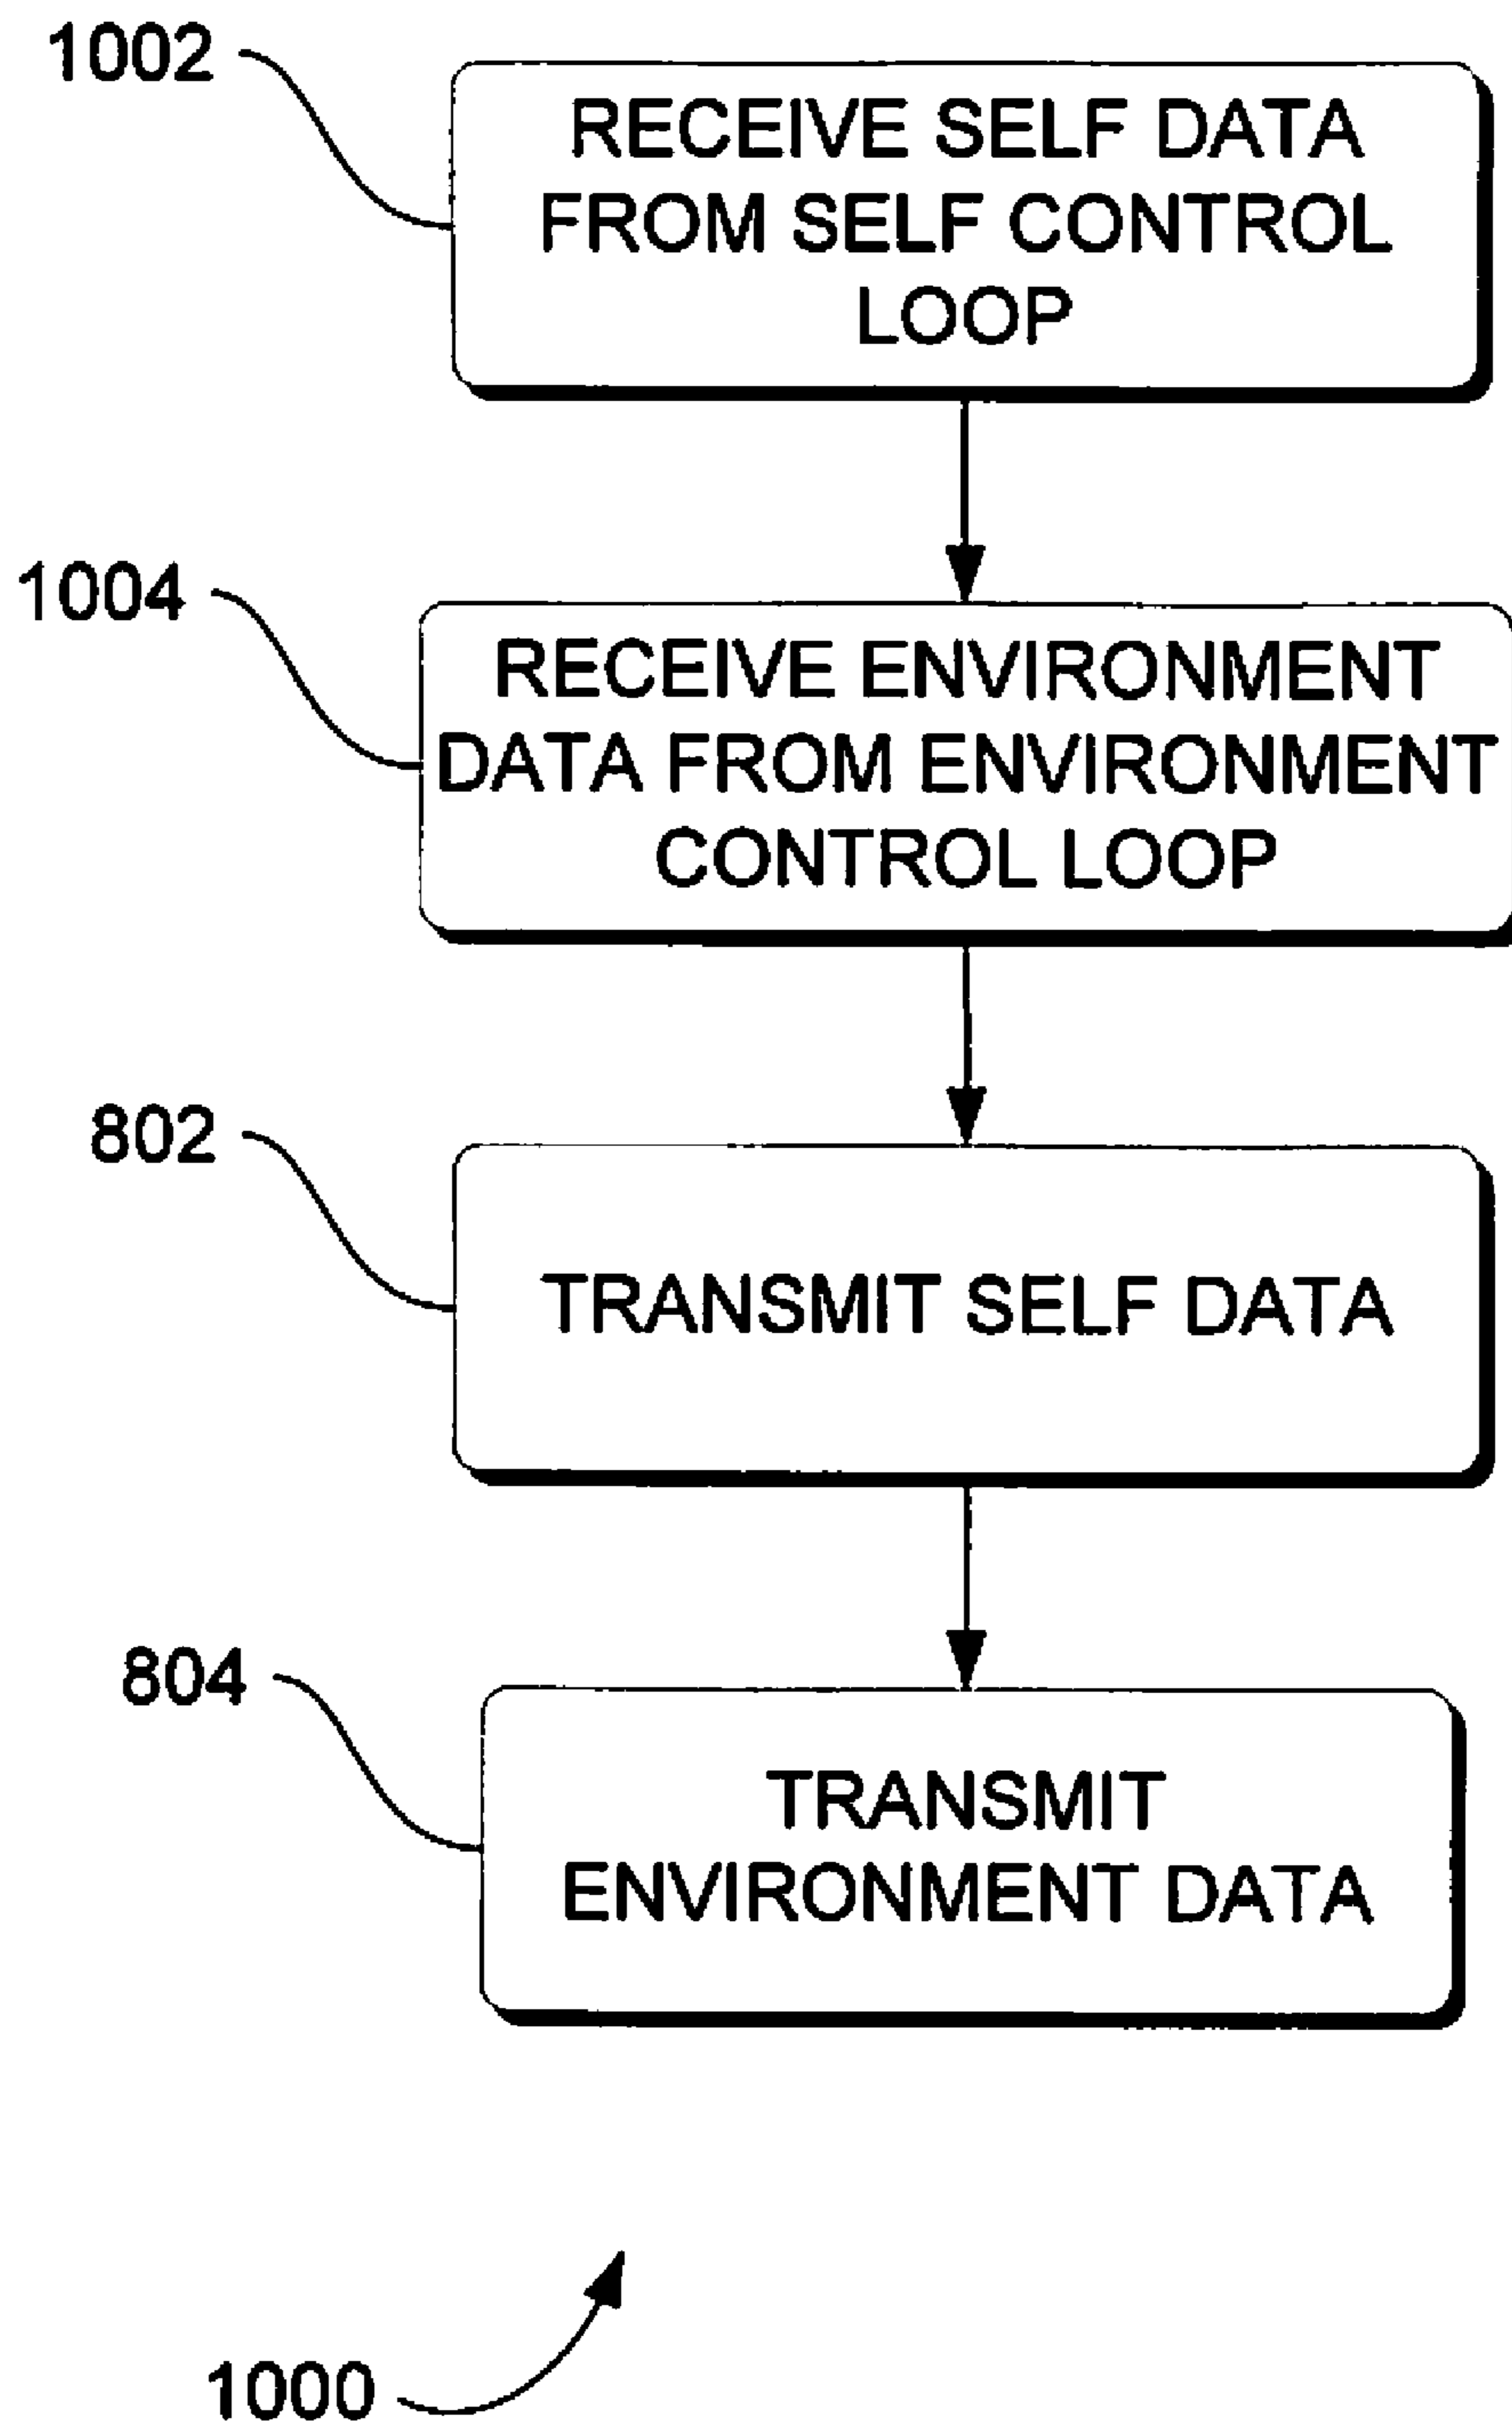 1002
RECEIVE SELF DATA
FROM SELF CONTROL
LOOP
1004
RECEIVE ENVIRONMENT
DATA FROM ENVIRONMENT
CONTROL LOOP
802
TRANSMIT SELF DATA
804
TRANSMIT
ENVIRONMENT DATA
1000